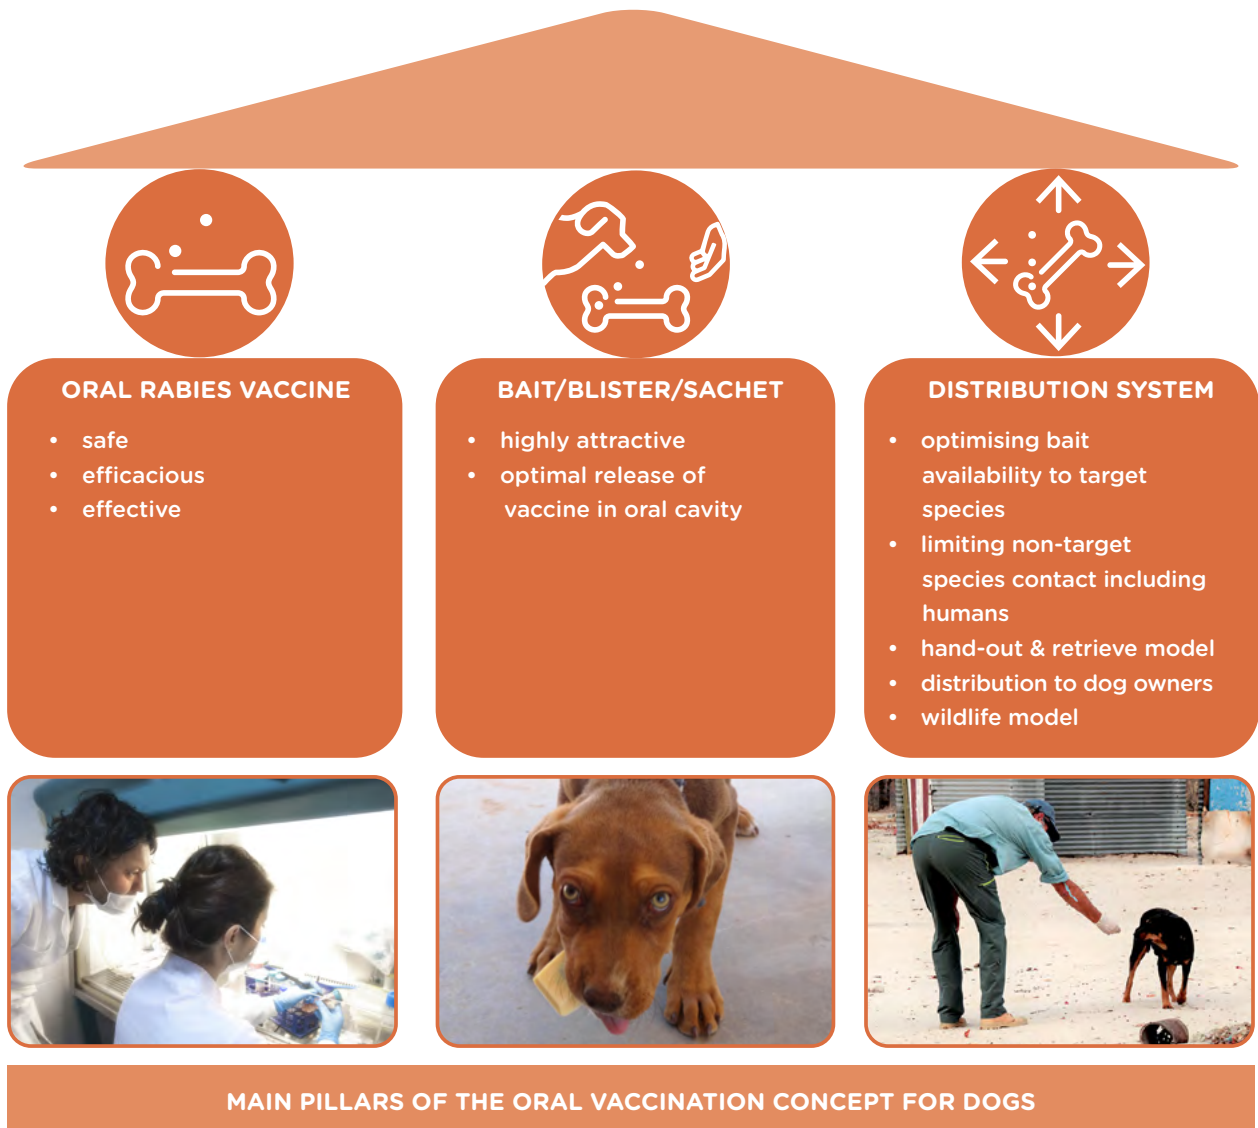 ORAL RABIES VACCINE
• safe
• efficacious
• effective
BAIT/BLISTER/SACHET
• highly attractive
• optimal release of
vaccine in oral cavity
DISTRIBUTION SYSTEM
• optimising bait
availability to target
species
• limiting non-target
species contact including
humans
• hand-out & retrieve model
• distribution to dog owners
• wildlife model
MAIN PILLARS OF THE ORAL VACCINATION CONCEPT FOR DOGS